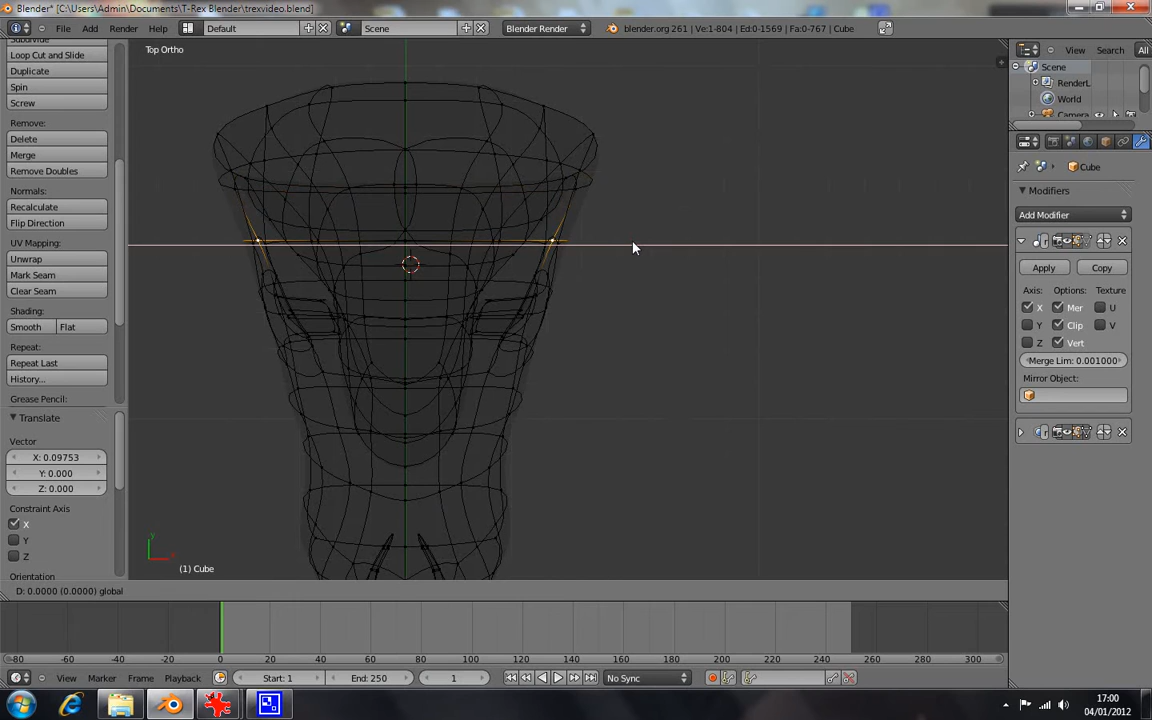 Blender* [C:\Users\Admin\Documents\T-Rex Blender\trexvideo.blend]
File Add Render Help Default Scene Blender Render blender.org 261 | Ve:1-804 | Ed:0-1569 | Fa:0-767 | Cube View Search All
Top Ortho
Subdivide
Loop Cut and Slide
Duplicate
Spin
Screw
Remove:
Delete
Merge
Remove Doubles
Normals:
Recalculate
Flip Direction
UV Mapping:
Unwrap
Mark Seam
Clear Seam
Shading:
Smooth Flat
Repeat:
Repeat Last
History...
Grease Pencil:
Translate
Vector
X: 0.09753
Y: 0.000
Z: 0.000
Constraint Axis
X
Y
Z
Orientation
y
x
(1) Cube
D: 0.0000 (0.0000) global
Scene
RenderL
World
Camera
Cube
Modifiers
Add Modifier
Apply Copy
Axis: Options: Texture
X Mer U
Y Clip V
Z Vert
Merge Lim: 0.001000
Mirror Object:
-80 -60 -40 -20 0 20 40 60 80 100 120 140 160 180 200 220 240 260 280 300
View Marker Frame Playback Start: 1 End: 250 1 No Sync
17:00
04/01/2012